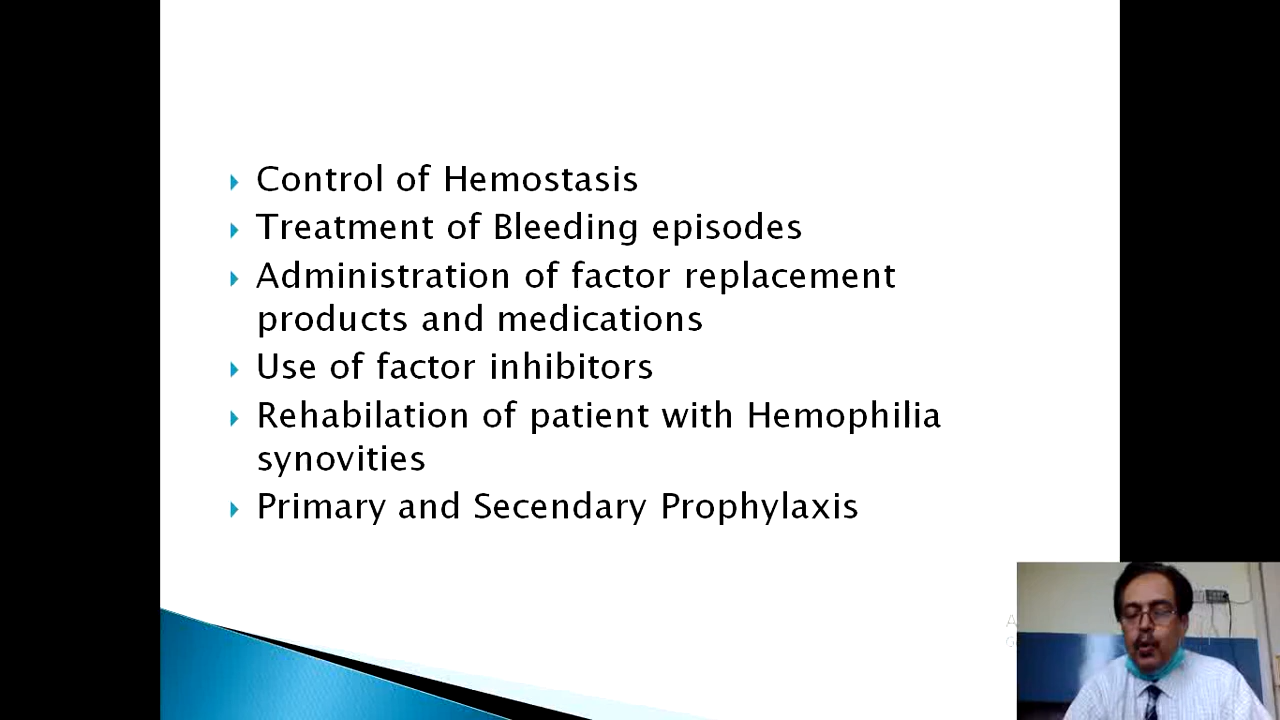 Control of Hemostasis
Treatment of Bleeding episodes
Administration of factor replacement
products and medications
Use of factor inhibitors
Rehabilation of patient with Hemophilia
synovities
Primary and Secendary Prophylaxis